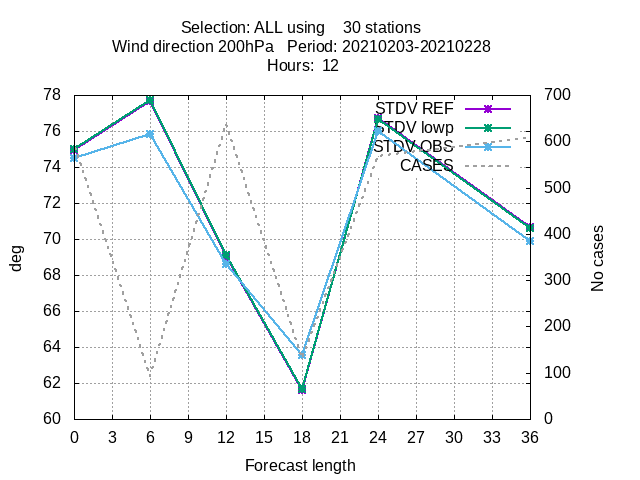 Selection: ALL using    30 stations
Wind direction 200hPa   Period: 20210203-20210228
Hours:  12
78
76
74
72
70
68
66
64
62
60
deg
700
600
500
400
300
200
100
0
No cases
STDV REF
STDV lowp
STDV OBS
CASES
0 3 6 9 12 15 18 21 24 27 30 33 36
Forecast length